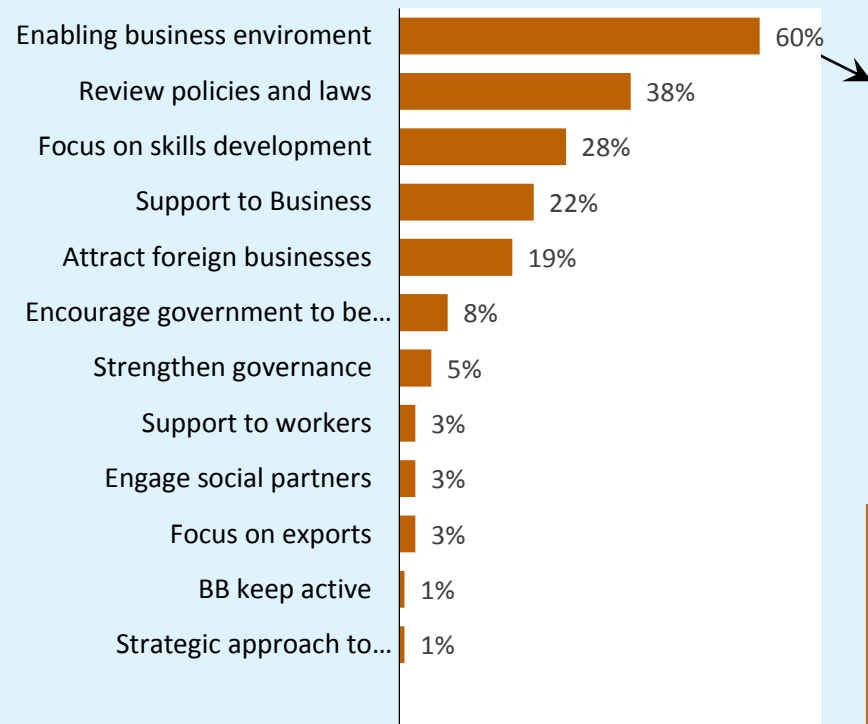 Enabling business enviroment 60%
Review policies and laws 38%
Focus on skills development 28%
Support to Business 22%
Attract foreign businesses 19%
Encourage government to be... 8%
Strengthen governance 5%
Support to workers 3%
Engage social partners 3%
Focus on exports 3%
BB keep active 1%
Strategic approach to... 1%